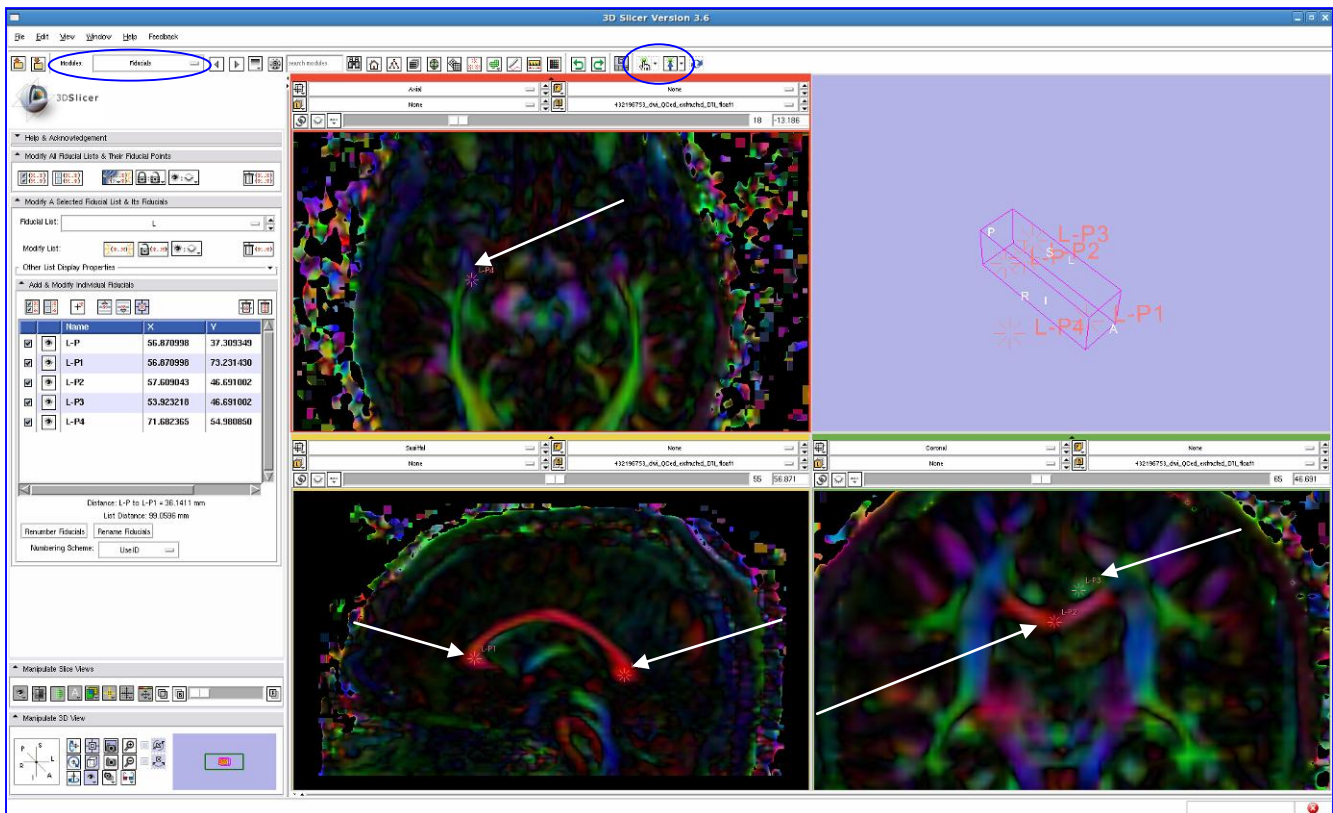 3D Slicer Version 3.6
File Edit View Window Help Feedback
Modules: Fiducials search modules
3DSlicer
Help & Acknowledgement
Modify All Fiducial Lists & Their Fiducial Points
Modify A Selected Fiducial List & Its Fiducials
Fiducial List: L
Modify List:
Other List Display Properties
Add & Modify Individual Fiducials
Name X Y
L-P 56.870998 37.309349
L-P1 56.870998 73.231430
L-P2 57.609043 46.691002
L-P3 53.923218 46.691002
L-P4 71.682365 54.980850
Distance: L-P to L-P1 = 36.1411 mm
List Distance: 99.0596 mm
Renumber Fiducials Rename Fiducials
Numbering Scheme: UseID
Manipulate Slice Views
Manipulate 3D View
P S
R L
I A
Axial None
None 432196753_dwi_QCed_extracted_DTI_float1
18 -13.186
L-P4
P L-P3
S L
L-P2
R I
L-P4 L-P1
A
Sagittal None
None 432196753_dwi_QCed_extracted_DTI_float1
55 56.871
L-P1
Coronal None
None 432196753_dwi_QCed_extracted_DTI_float1
65 46.691
L-P3
L-P2